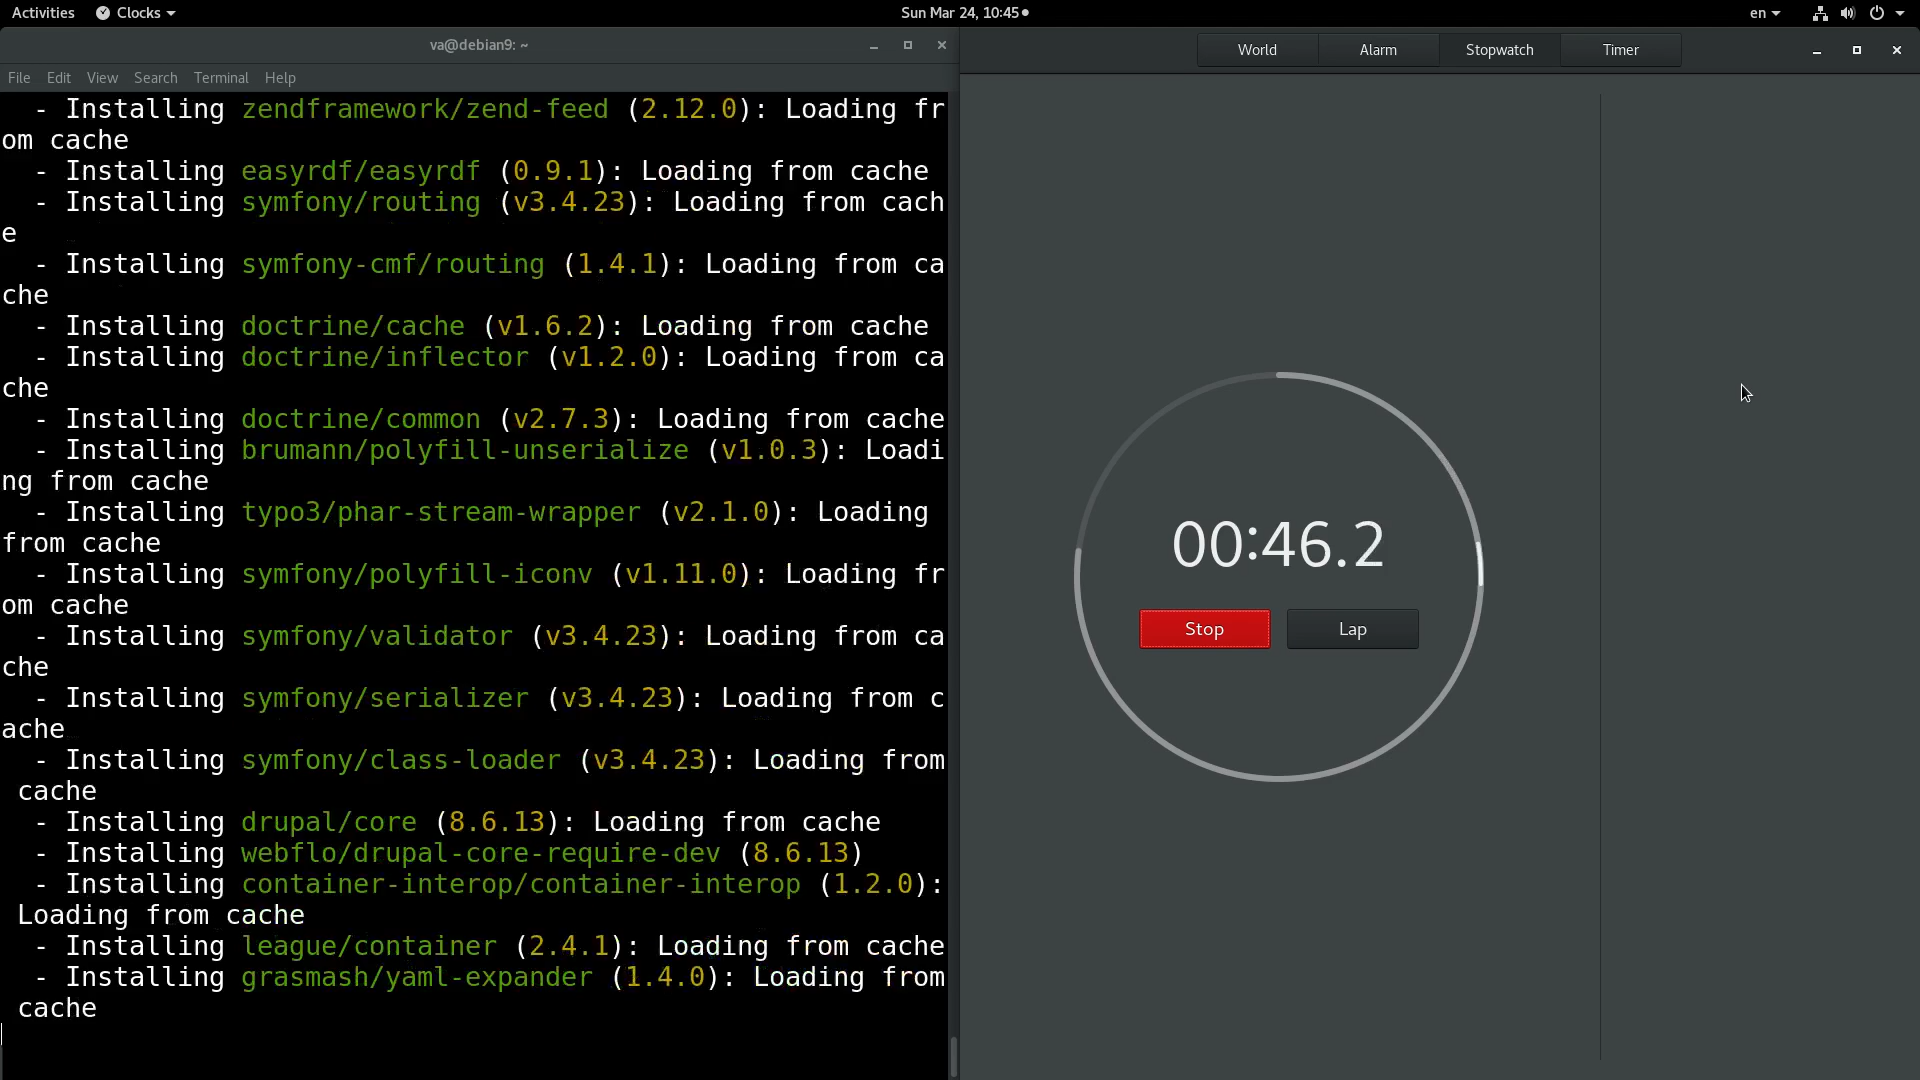 Activities Clocks Sun Mar 24, 10:45 en
va@debian9: ~
File Edit View Search Terminal Help
- Installing zendframework/zend-feed (2.12.0): Loading fr
om cache
- Installing easyrdf/easyrdf (0.9.1): Loading from cache
- Installing symfony/routing (v3.4.23): Loading from cach
e
- Installing symfony-cmf/routing (1.4.1): Loading from ca
che
- Installing doctrine/cache (v1.6.2): Loading from cache
- Installing doctrine/inflector (v1.2.0): Loading from ca
che
- Installing doctrine/common (v2.7.3): Loading from cache
- Installing brumann/polyfill-unserialize (v1.0.3): Loadi
ng from cache
- Installing typo3/phar-stream-wrapper (v2.1.0): Loading
from cache
- Installing symfony/polyfill-iconv (v1.11.0): Loading fr
om cache
- Installing symfony/validator (v3.4.23): Loading from ca
che
- Installing symfony/serializer (v3.4.23): Loading from c
ache
- Installing symfony/class-loader (v3.4.23): Loading from
cache
- Installing drupal/core (8.6.13): Loading from cache
- Installing webflo/drupal-core-require-dev (8.6.13)
- Installing container-interop/container-interop (1.2.0):
Loading from cache
- Installing league/container (2.4.1): Loading from cache
- Installing grasmash/yaml-expander (1.4.0): Loading from
cache
World Alarm Stopwatch Timer
00:46.2
Stop Lap